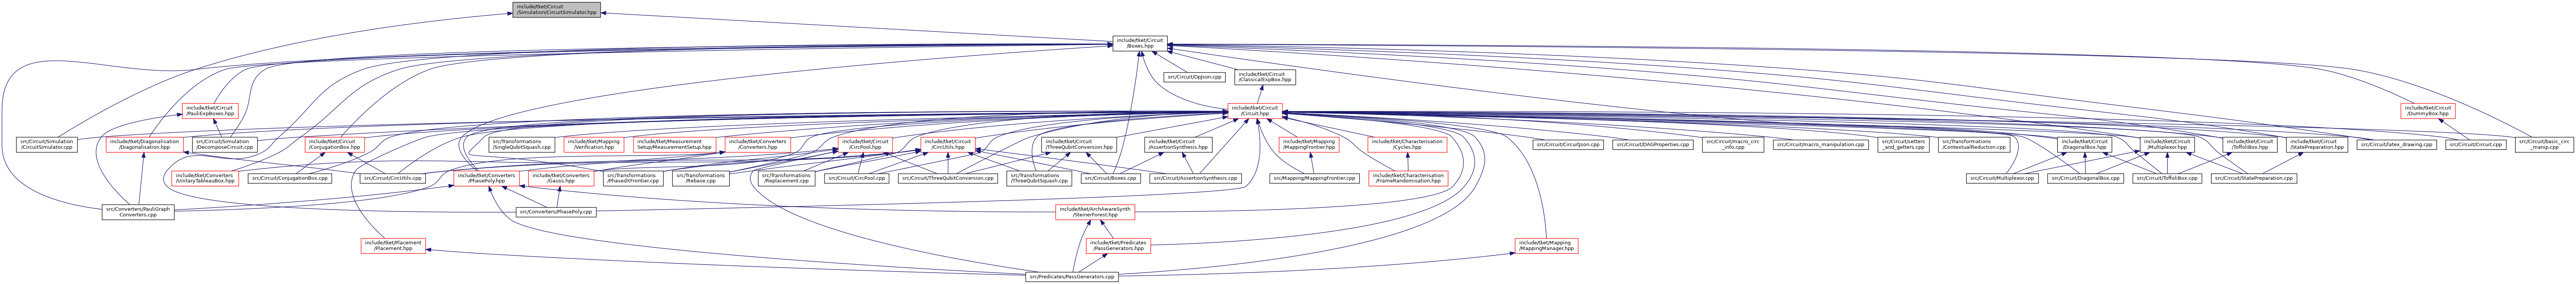 include/tket/Circuit
/Simulation/CircuitSimulator.hpp
include/tket/Circuit
/Boxes.hpp
src/Circuit/OpJson.cpp
include/tket/Circuit
/ClassicalExpBox.hpp
include/tket/Circuit
/PauliExpBoxes.hpp
include/tket/Circuit
/Circuit.hpp
include/tket/Circuit
/DummyBox.hpp
src/Circuit/Simulation
/CircuitSimulator.cpp
include/tket/Diagonalisation
/Diagonalisation.hpp
src/Circuit/Simulation
/DecomposeCircuit.cpp
include/tket/Circuit
/ConjugationBox.hpp
src/Transformations
/SingleQubitSquash.cpp
include/tket/Mapping
/Verification.hpp
include/tket/Measurement
Setup/MeasurementSetup.hpp
include/tket/Converters
/Converters.hpp
include/tket/Circuit
/CircPool.hpp
include/tket/Circuit
/CircUtils.hpp
include/tket/Circuit
/ThreeQubitConversion.hpp
include/tket/Circuit
/AssertionSynthesis.hpp
include/tket/Mapping
/MappingFrontier.hpp
include/tket/Characterisation
/Cycles.hpp
src/Circuit/CircuitJson.cpp
src/Circuit/DAGProperties.cpp
src/Circuit/macro_circ
_info.cpp
src/Circuit/macro_manipulation.cpp
src/Circuit/setters
_and_getters.cpp
src/Transformations
/ContextualReduction.cpp
include/tket/Circuit
/DiagonalBox.hpp
include/tket/Circuit
/Multiplexor.hpp
include/tket/Circuit
/ToffoliBox.hpp
include/tket/Circuit
/StatePreparation.hpp
src/Circuit/latex_drawing.cpp
src/Circuit/Circuit.cpp
src/Circuit/basic_circ
_manip.cpp
include/tket/Converters
/UnitaryTableauBox.hpp
src/Circuit/ConjugationBox.cpp
src/Circuit/CircUtils.cpp
include/tket/Converters
/PhasePoly.hpp
include/tket/Converters
/Gauss.hpp
src/Transformations
/PhasedXFrontier.cpp
src/Transformations
/Rebase.cpp
src/Transformations
/Replacement.cpp
src/Circuit/CircPool.cpp
src/Circuit/ThreeQubitConversion.cpp
src/Transformations
/ThreeQubitSquash.cpp
src/Circuit/Boxes.cpp
src/Circuit/AssertionSynthesis.cpp
src/Mapping/MappingFrontier.cpp
include/tket/Characterisation
/FrameRandomisation.hpp
src/Circuit/Multiplexor.cpp
src/Circuit/DiagonalBox.cpp
src/Circuit/ToffoliBox.cpp
src/Circuit/StatePreparation.cpp
src/Converters/PauliGraph
Converters.cpp
src/Converters/PhasePoly.cpp
include/tket/ArchAwareSynth
/SteinerForest.hpp
include/tket/Placement
/Placement.hpp
include/tket/Predicates
/PassGenerators.hpp
include/tket/Mapping
/MappingManager.hpp
src/Predicates/PassGenerators.cpp